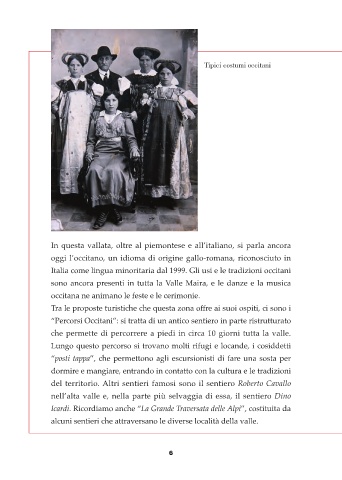 Tipici costumi occitani
In questa vallata, oltre al piemontese e all'italiano, si parla ancora
oggi l'occitano, un idioma di origine gallo-romana, riconosciuto in
Italia come lingua minoritaria dal 1999. Gli usi e le tradizioni occitani
sono ancora presenti in tutta la Valle Maira, e le danze e la musica
occitana ne animano le feste e le cerimonie.
Tra le proposte turistiche che questa zona offre ai suoi ospiti, ci sono i
"Percorsi Occitani": si tratta di un antico sentiero in parte ristrutturato
che permette di percorrere a piedi in circa 10 giorni tutta la valle.
Lungo questo percorso si trovano molti rifugi e locande, i cosiddetti
"posti tappa", che permettono agli escursionisti di fare una sosta per
dormire e mangiare, entrando in contatto con la cultura e le tradizioni
del territorio. Altri sentieri famosi sono il sentiero Roberto Cavallo
nell'alta valle e, nella parte più selvaggia di essa, il sentiero Dino
Icardi. Ricordiamo anche "La Grande Traversata delle Alpi", costituita da
alcuni sentieri che attraversano le diverse località della valle.
6